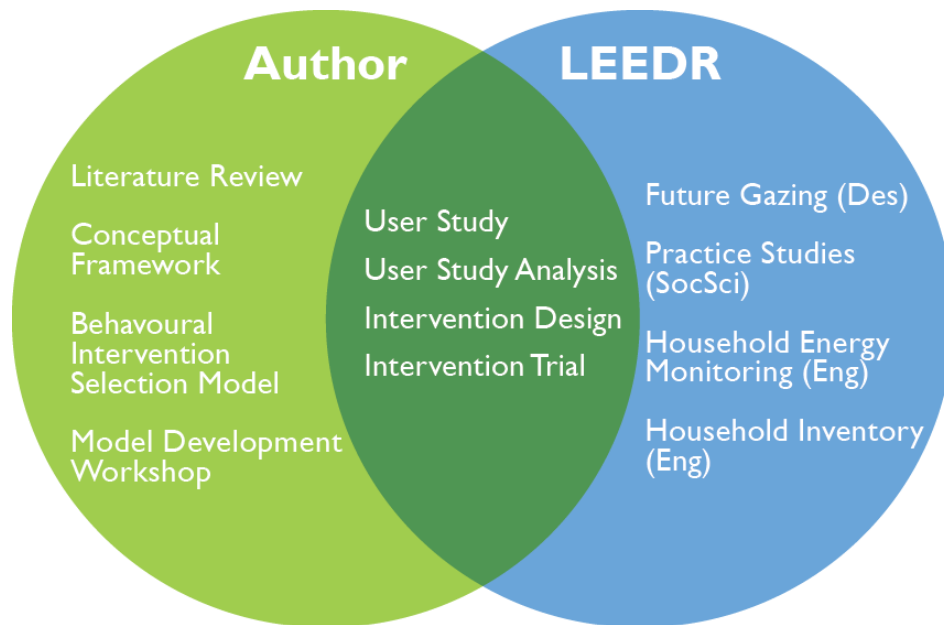 Author
LEEDR
Literature Review
Conceptual
Framework
Behavoural
Intervention
Selection Model
Model Development
Workshop
User Study
User Study Analysis
Intervention Design
Intervention Trial
Future Gazing (Des)
Practice Studies
(SocSci)
Household Energy
Monitoring (Eng)
Household Inventory
(Eng)